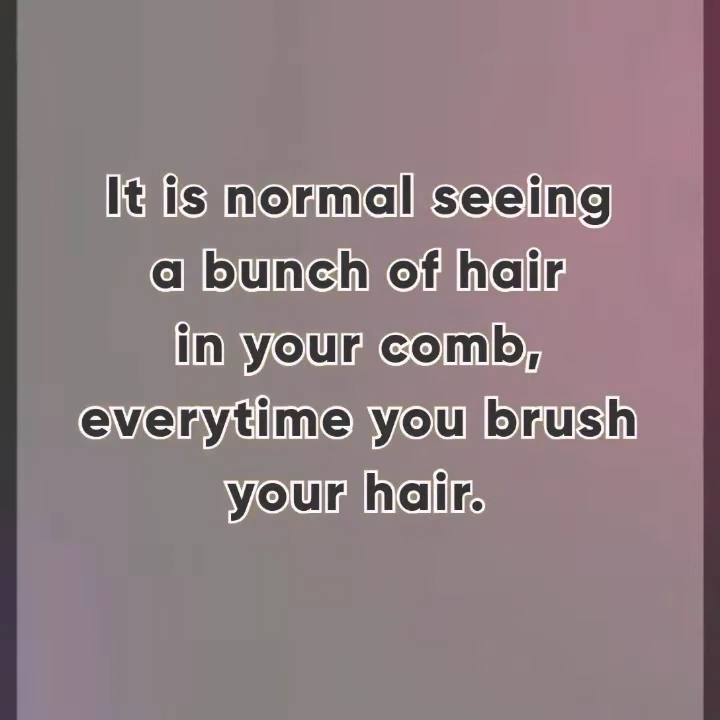 It is normal seeing
a bunch of hair
in your comb,
everytime you brush
your hair.